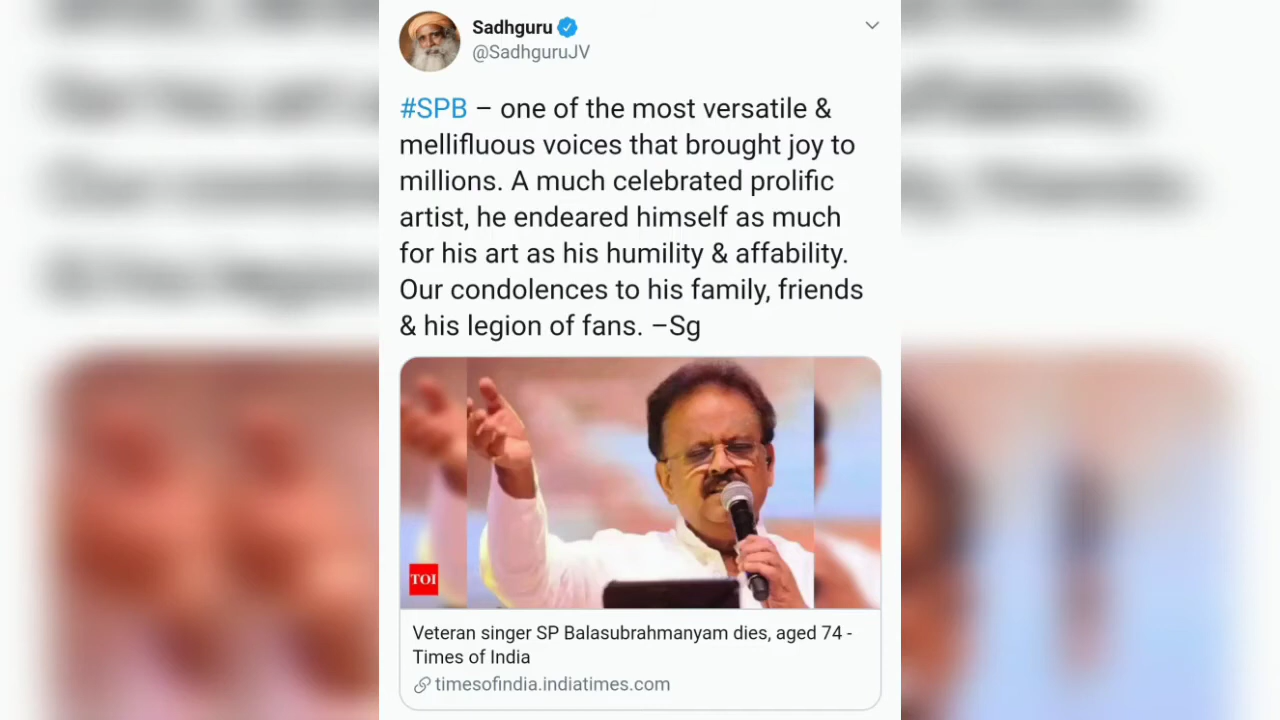 Sadhguru
@SadhguruJV
#SPB – one of the most versatile &
mellifluous voices that brought joy to
millions. A much celebrated prolific
artist, he endeared himself as much
for his art as his humility & affability.
Our condolences to his family, friends
& his legion of fans. –Sg
TOI
Veteran singer SP Balasubrahmanyam dies, aged 74 -
Times of India
timesofindia.indiatimes.com